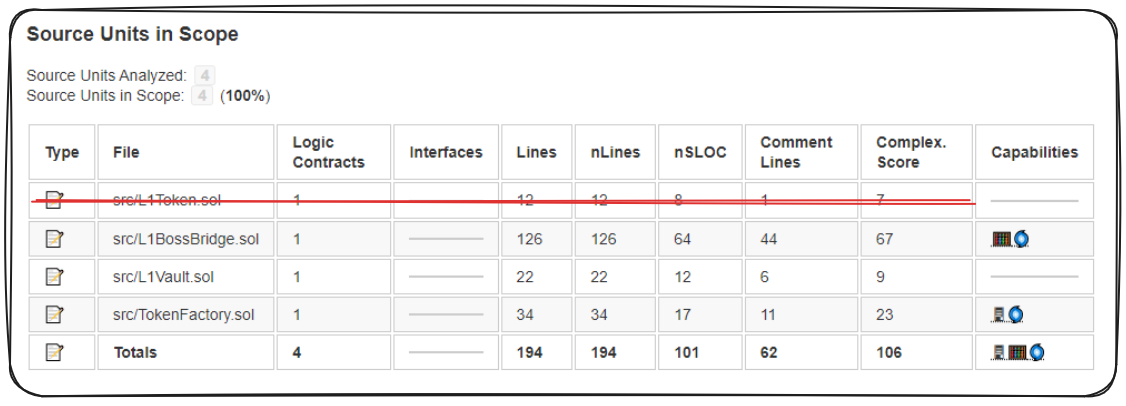 Source Units in Scope
Source Units Analyzed: 4
Source Units in Scope: 4 (100%)
Type File Logic Contracts Interfaces Lines nLines nSLOC Comment Lines Complex. Score Capabilities
src/L1Token.sol 1 12 12 8 1 7
src/L1BossBridge.sol 1 126 126 64 44 67
src/L1Vault.sol 1 22 22 12 6 9
src/TokenFactory.sol 1 34 34 17 11 23
Totals 4 194 194 101 62 106